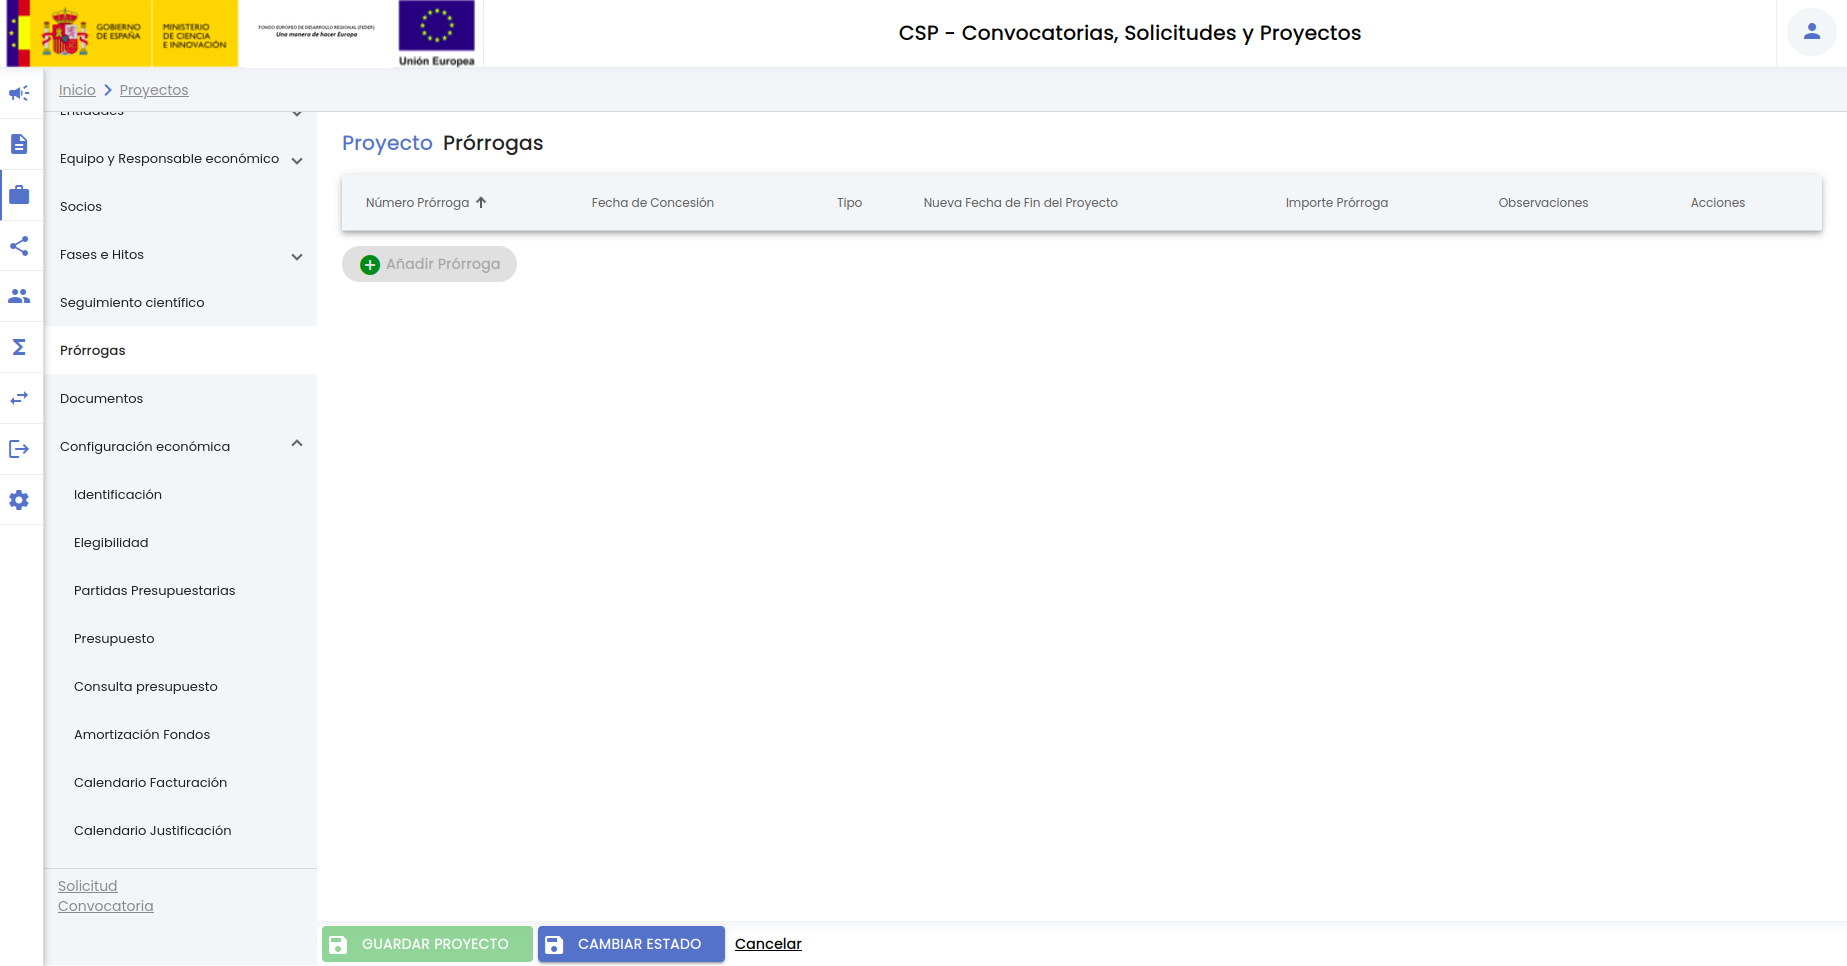 GOBIERNO
DE ESPAÑA
MINISTERIO
DE CIENCIA
E INNOVACIÓN
FONDO EUROPEO DE DESARROLLO REGIONAL (FEDER)
Una manera de hacer Europa
Unión Europea
CSP - Convocatorias, Solicitudes y Proyectos
Inicio
Proyectos
Entidades
Equipo y Responsable económico
Socios
Fases e Hitos
Seguimiento científico
Prórrogas
Documentos
Configuración económica
Identificación
Elegibilidad
Partidas Presupuestarias
Presupuesto
Consulta presupuesto
Amortización Fondos
Calendario Facturación
Calendario Justificación
Solicitud
Convocatoria
Proyecto Prórrogas
Número Prórroga Fecha de Concesión Tipo Nueva Fecha de Fin del Proyecto Importe Prórroga Observaciones Acciones
Añadir Prórroga
GUARDAR PROYECTO CAMBIAR ESTADO Cancelar